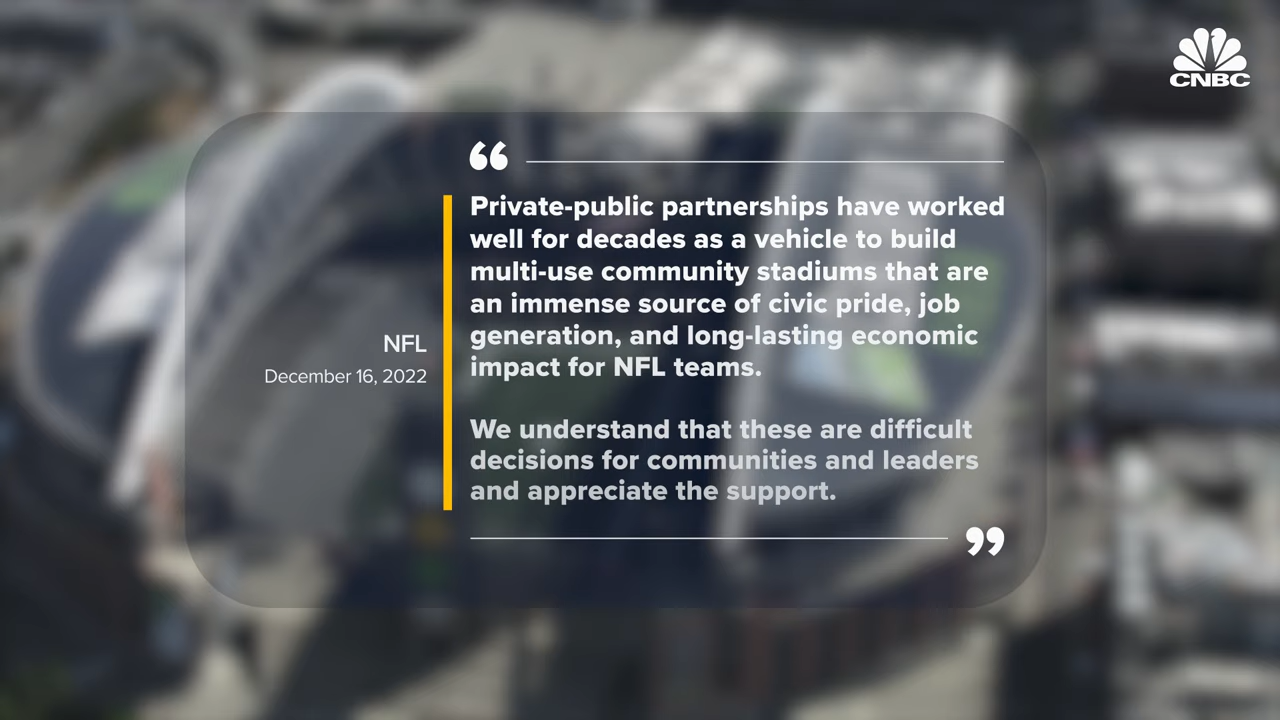 CNBC
“
Private-public partnerships have worked
well for decades as a vehicle to build
multi-use community stadiums that are
an immense source of civic pride, job
generation, and long-lasting economic
impact for NFL teams.
We understand that these are difficult
decisions for communities and leaders
and appreciate the support.
”
NFL
December 16, 2022